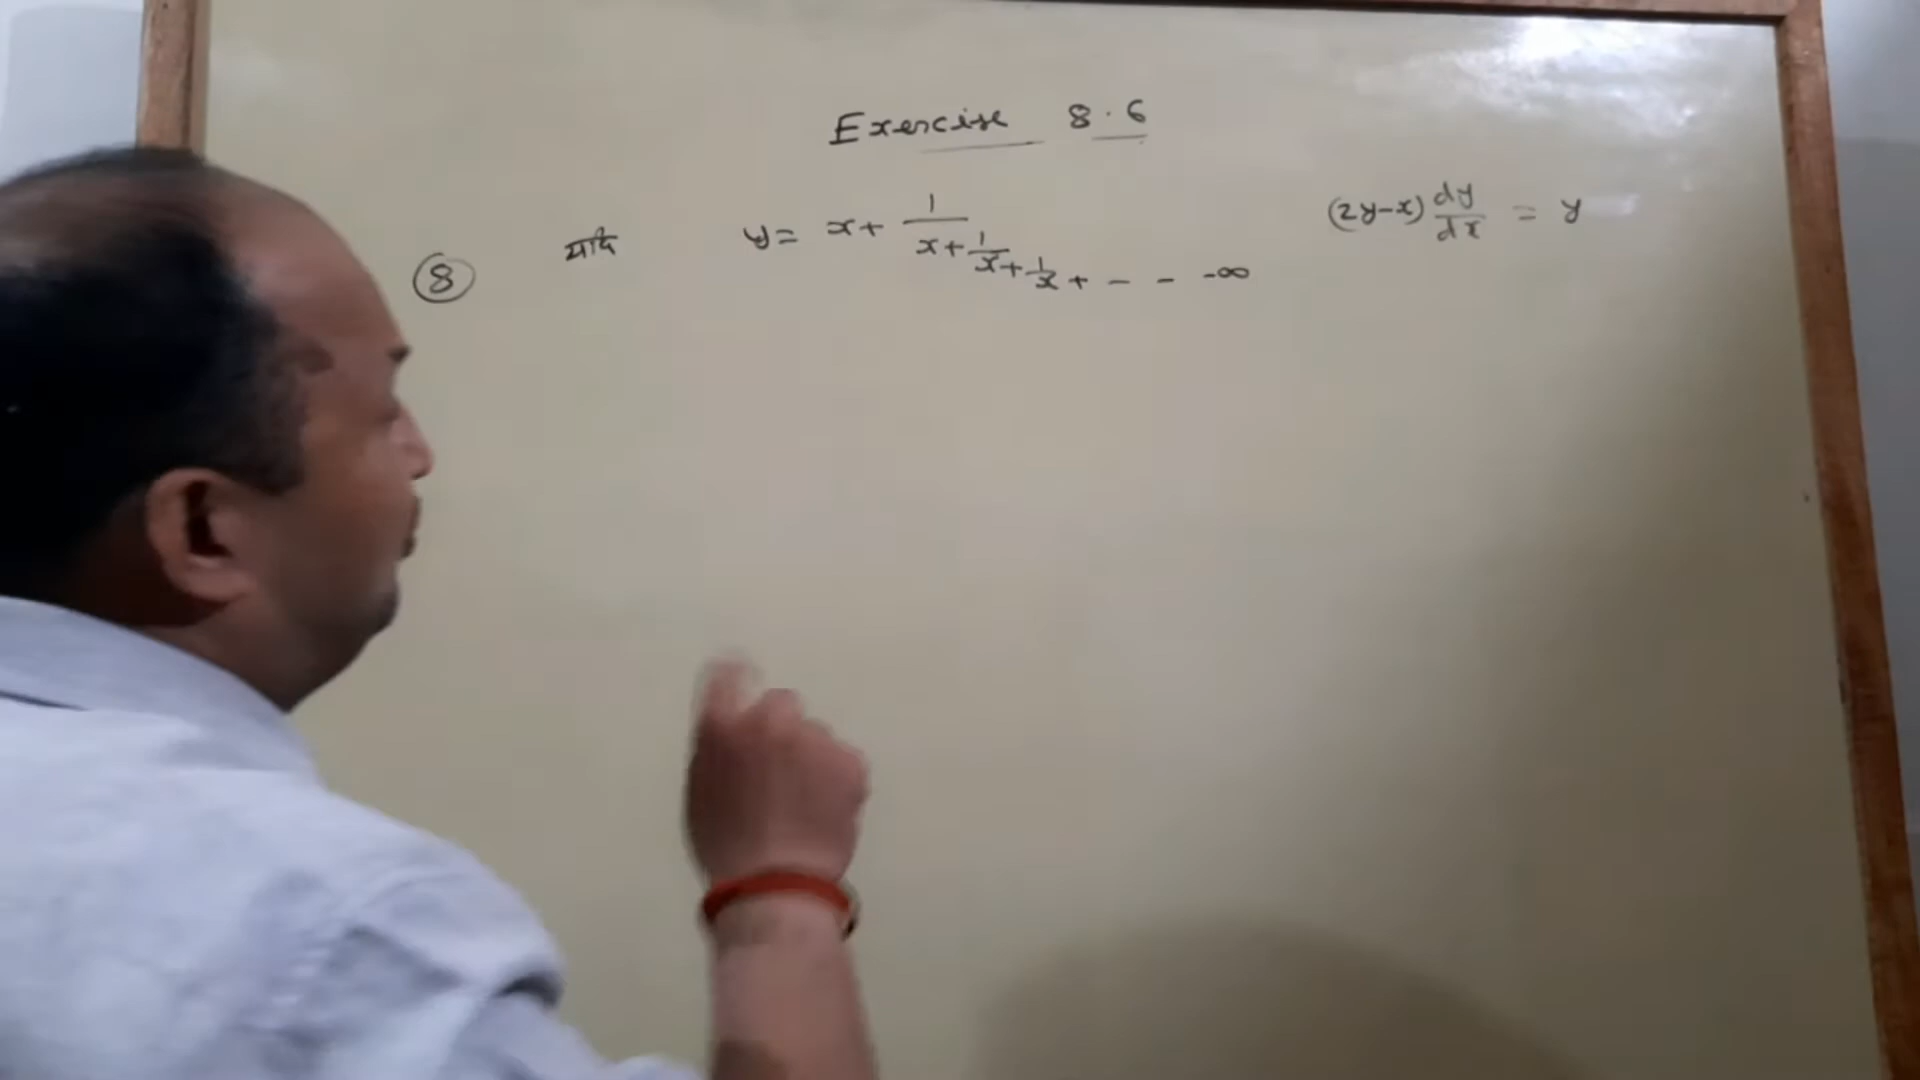 Exercise 8.6
⑧ यदि y = x + 1/(x + 1/(x + 1/(x + - - - ∞ (2y-x) dy/dx = y